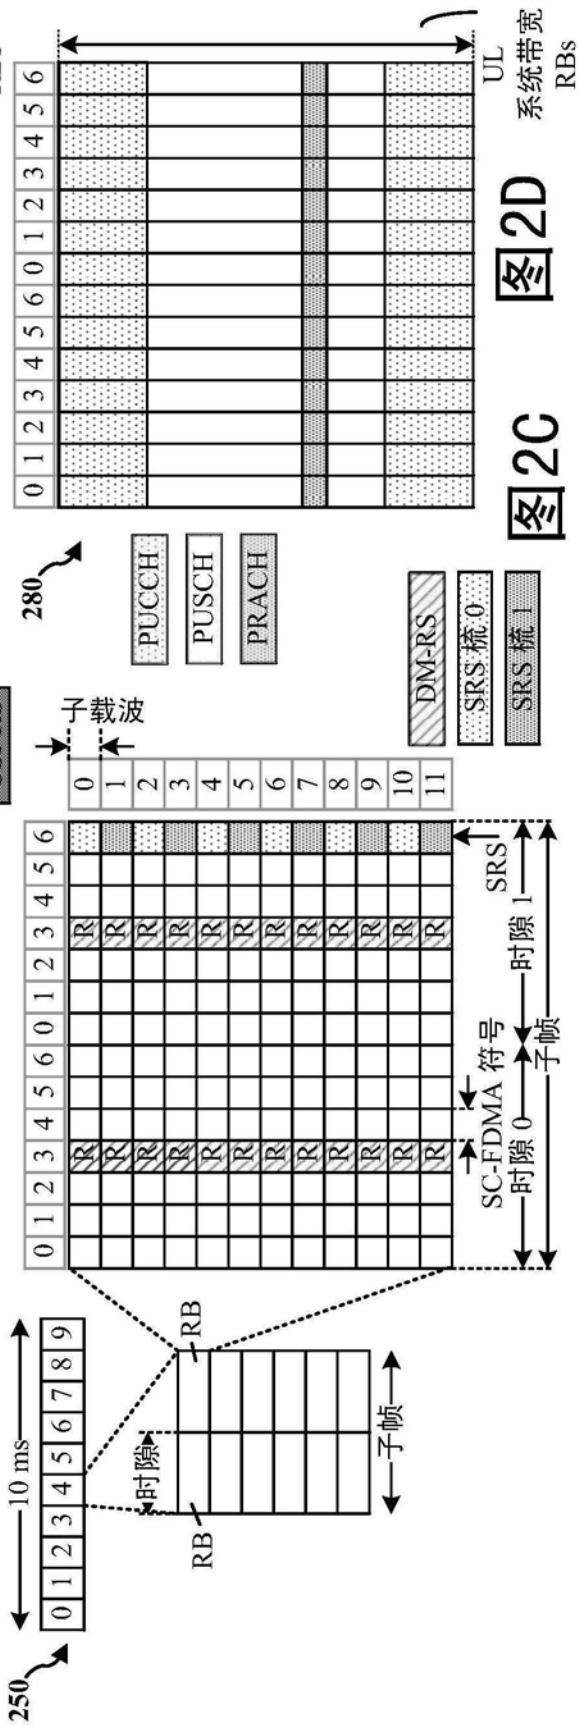 250
10 ms
0 1 2 3 4 5 6 7 8 9
RB
时隙
RB
子帧
0 1 2 3 4 5 6 0 1 2 3 4 5 6
子载波
0
1
2
3
4
5
6
7
8
9
10
11
R R
R R
R R
R R
R R
R R
R R
R R
R R
R R
R R
R R
SC-FDMA 符号
SRS
时隙 0
时隙 1
子帧
DM-RS
SRS 梳 0
SRS 梳 1
图2C
280
0 1 2 3 4 5 6 0 1 2 3 4 5 6
PUCCH
PUSCH
PRACH
UL
系统带宽
RBs
图2D